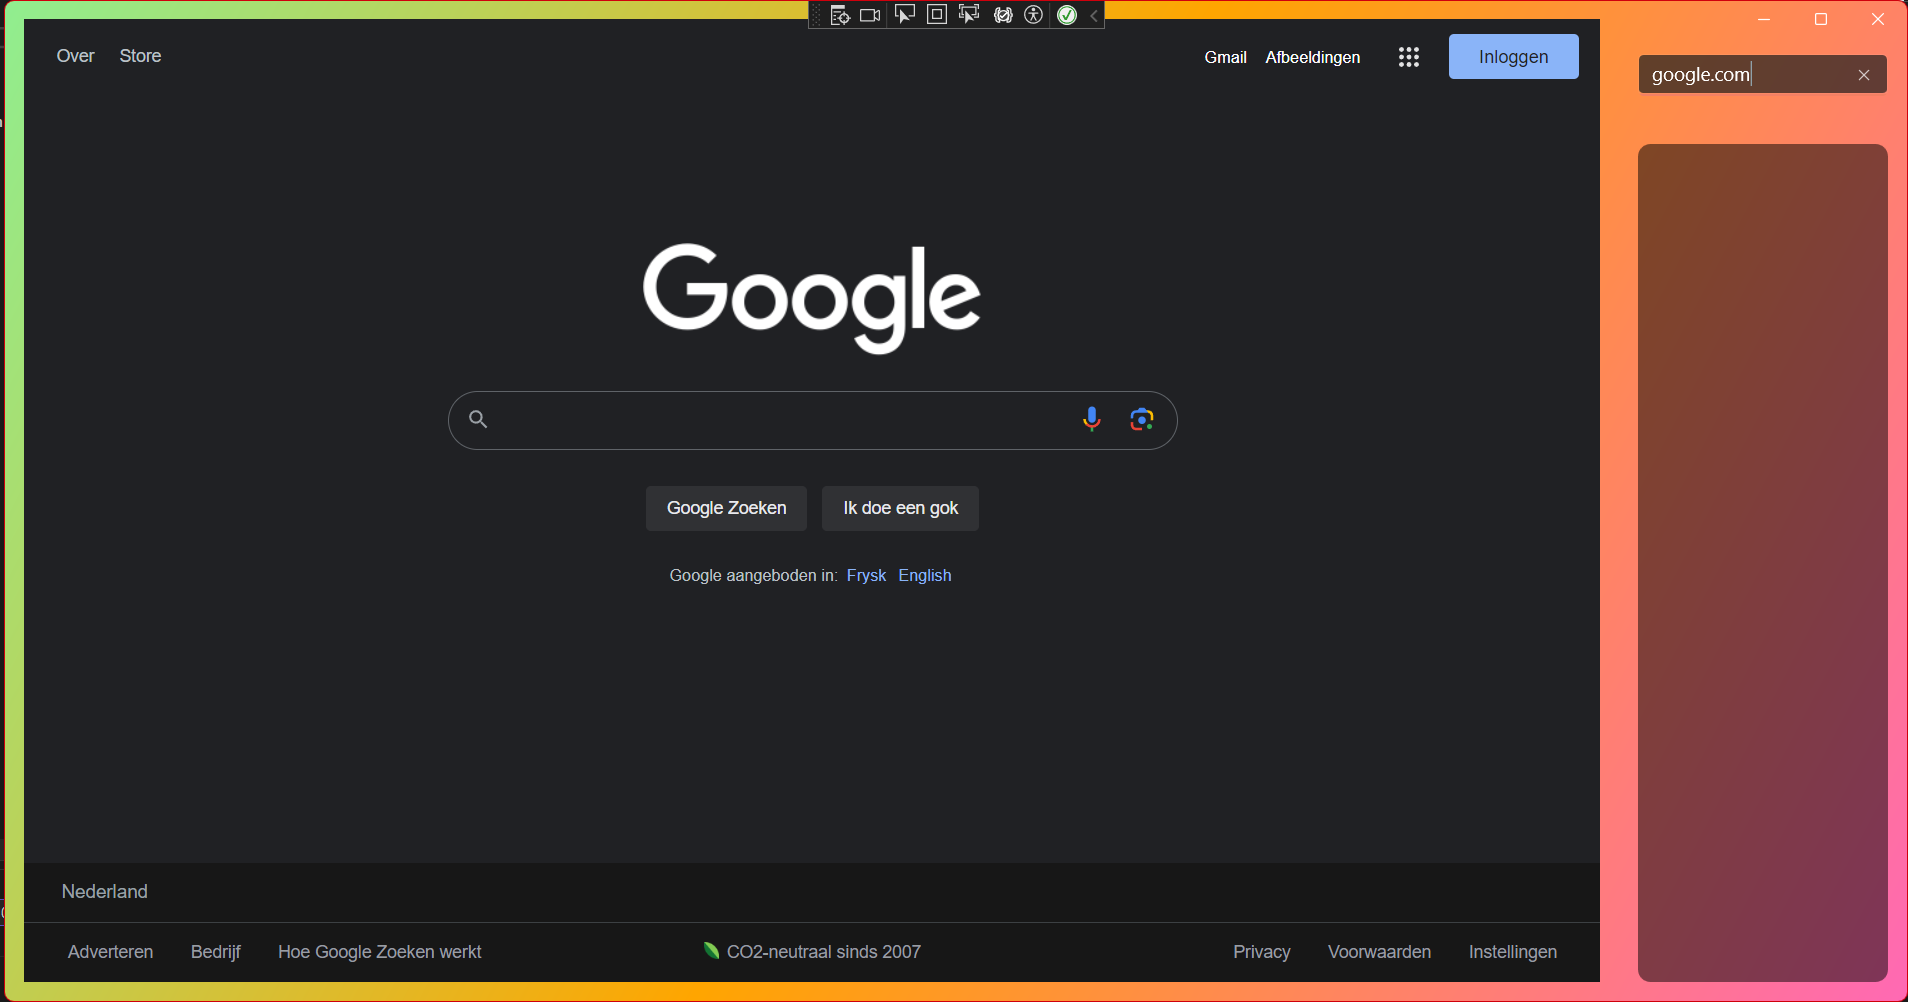 Over Store
Gmail Afbeeldingen
Inloggen
google.com
Google
Google Zoeken
Ik doe een gok
Google aangeboden in: Frysk English
Nederland
Adverteren Bedrijf Hoe Google Zoeken werkt
CO2-neutraal sinds 2007
Privacy Voorwaarden Instellingen